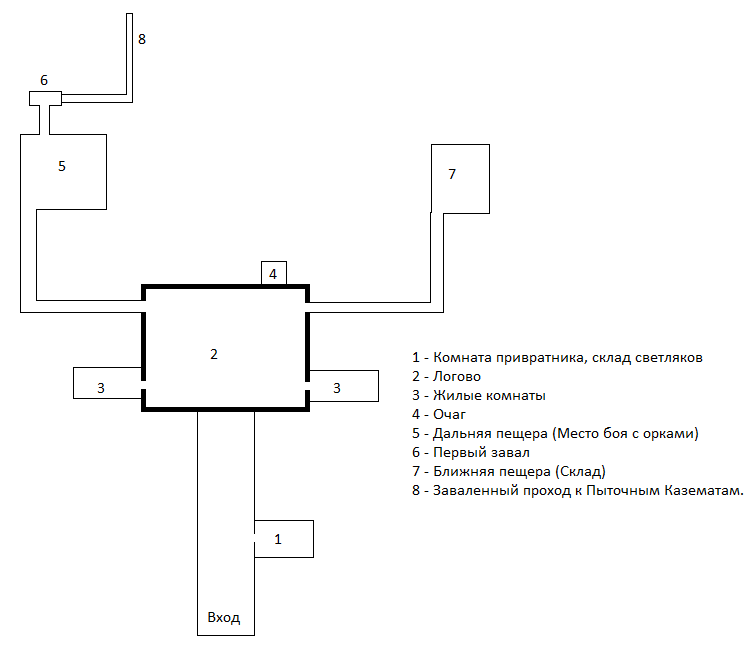 8
6
5
7
4
2
3
3
1
Вход
1 - Комната привратника, склад светляков
2 - Логово
3 - Жилые комнаты
4 - Очаг
5 - Дальняя пещера (Место боя с орками)
6 - Первый завал
7 - Ближняя пещера (Склад)
8 - Заваленный проход к Пыточным Казематам.